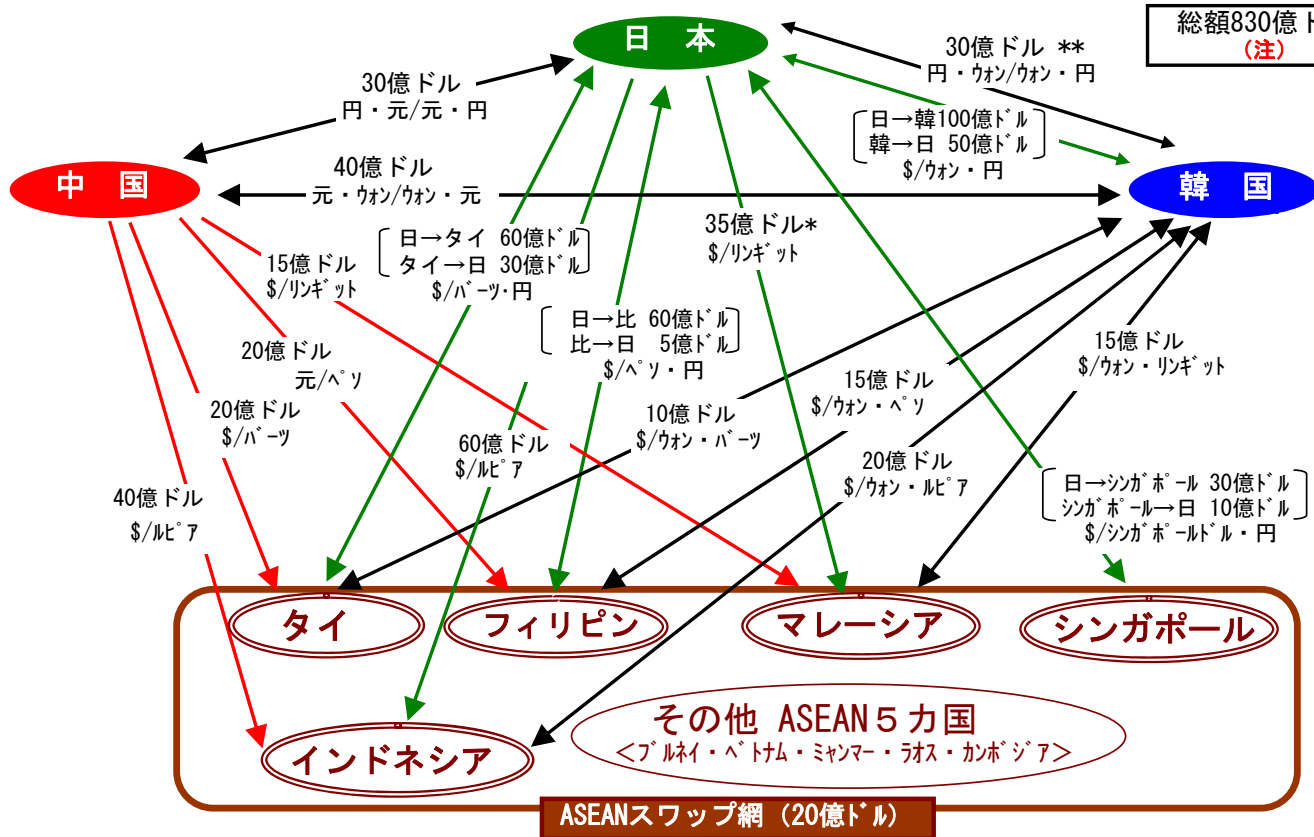 日 本
総額830億ド
(注)
30億ドル **
円・ウォン/ウォン・円
30億ドル
円・元/元・円
日→韓100億ドル
韓→日 50億ドル
$/ウォン・円
中 国
40億ドル
元・ウォン/ウォン・元
韓 国
日→タイ 60億ドル
タイ→日 30億ドル
$/バーツ・円
35億ドル*
$/リンギット
15億ドル
$/リンギット
日→比 60億ドル
比→日 5億ドル
$/ペソ・円
20億ドル
元/ペソ
15億ドル
$/ウォン・リンギット
20億ドル
$/バーツ
10億ドル
$/ウォン・バーツ
15億ドル
$/ウォン・ペソ
60億ドル
$/ルピア
20億ドル
$/ウォン・ルピア
40億ドル
$/ルピア
日→シンガポール 30億ドル
シンガポール→日 10億ドル
$/シンガポールドル・円
タイ
フィリピン
マレーシア
シンガポール
インドネシア
その他 ASEAN5カ国
<ブルネイ・ベトナム・ミャンマー・ラオス・カンボジア>
ASEANスワップ網 (20億ドル)